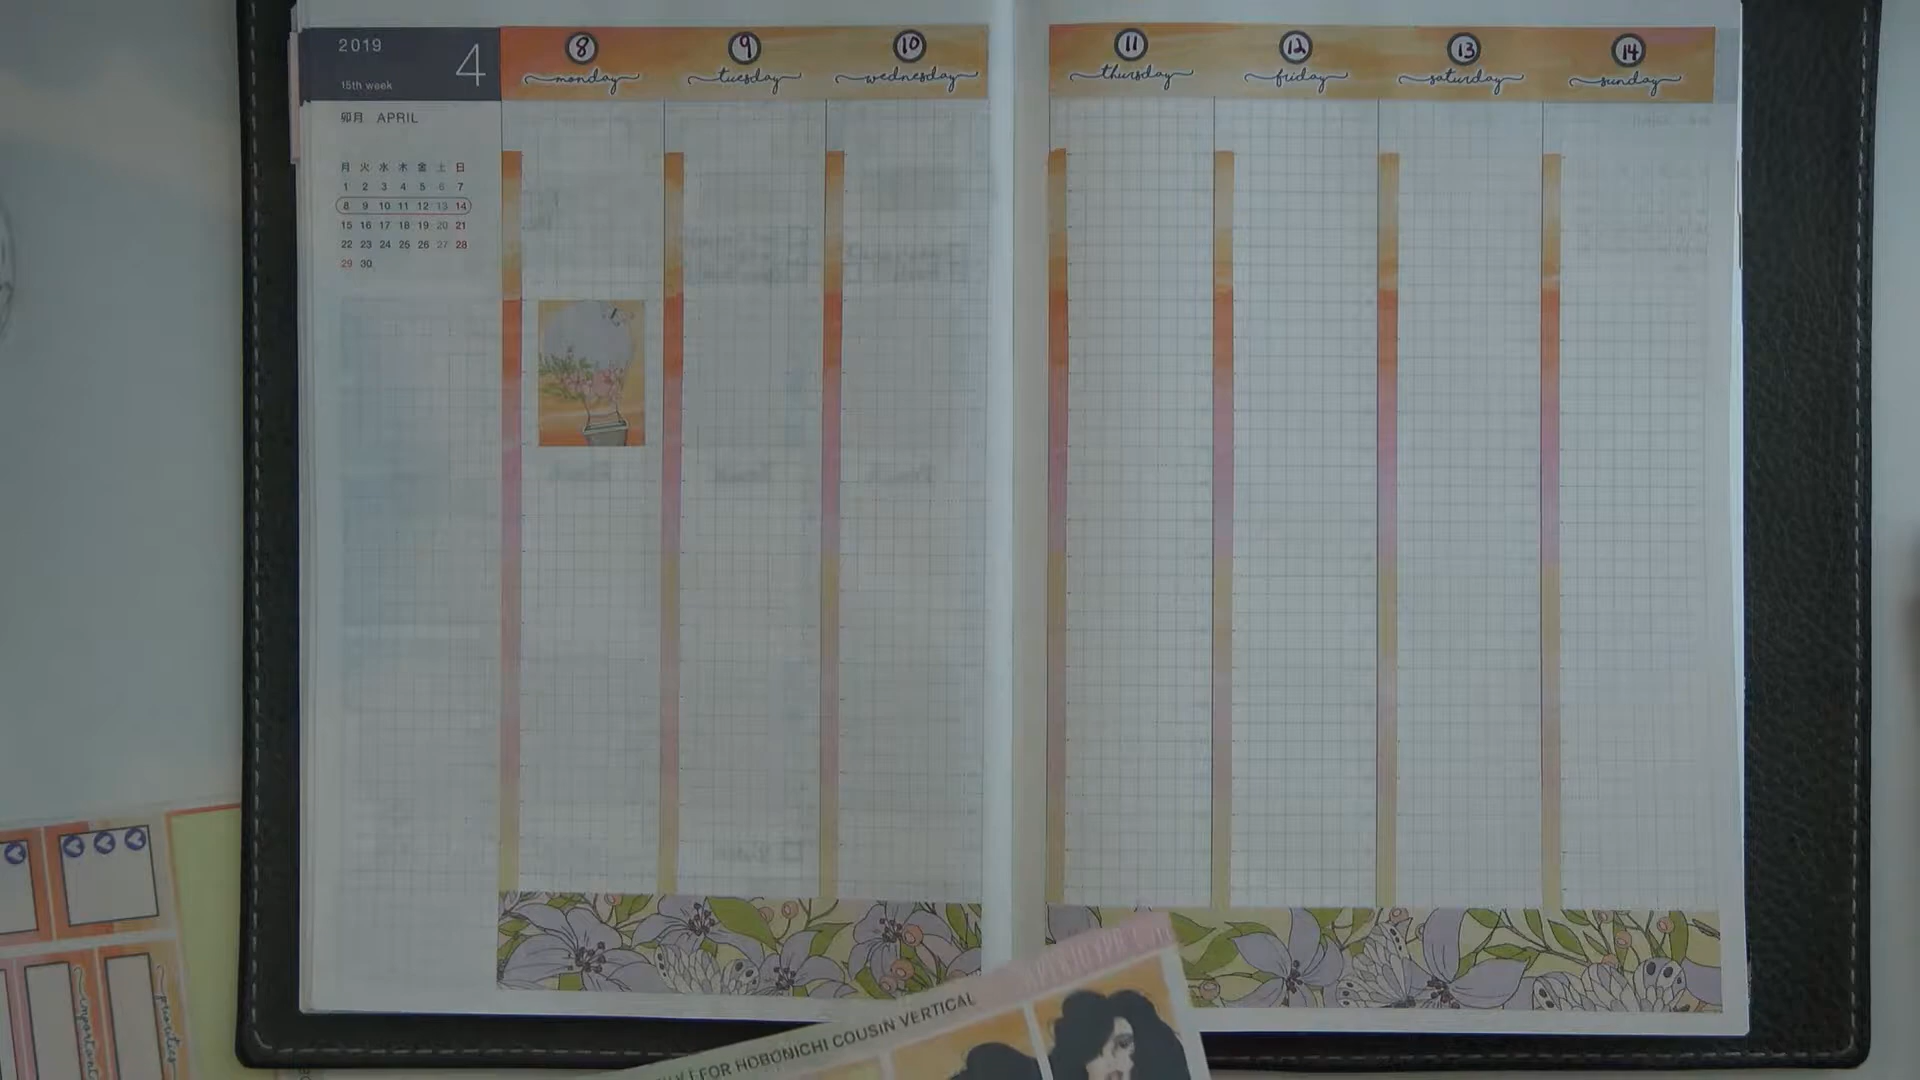 2019
4
15th week
8
9
10
11
12
13
14
monday
tuesday
wednesday
thursday
friday
saturday
sunday
卯月 APRIL
月 火 水 木 金 土 日
1 2 3 4 5 6 7
8 9 10 11 12 13 14
15 16 17 18 19 20 21
22 23 24 25 26 27 28
29 30
FOR HOBONICHI COUSIN VERTICAL
important
priorities